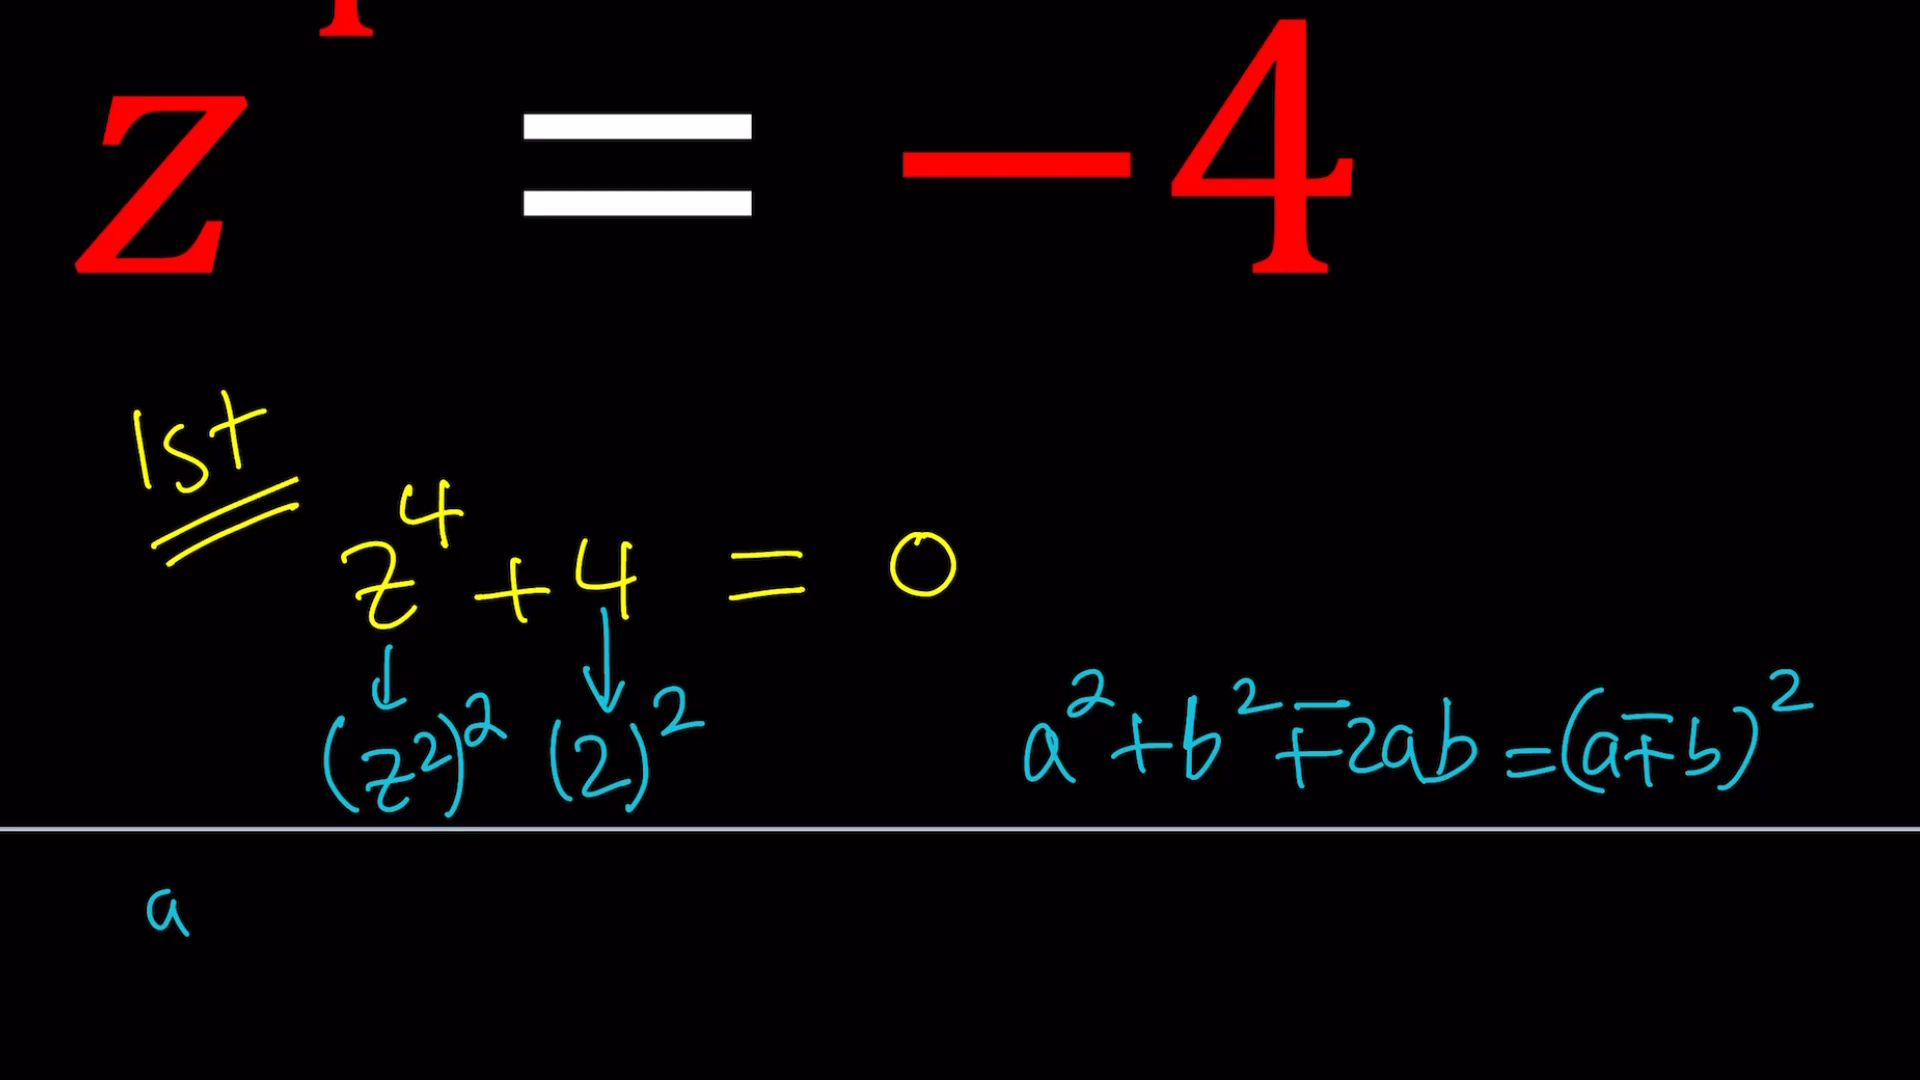 z⁴ = −4
1st
z⁴ + 4 = 0
(z²)² (2)² a² + b² ∓ 2ab = (a ∓ b)²
a